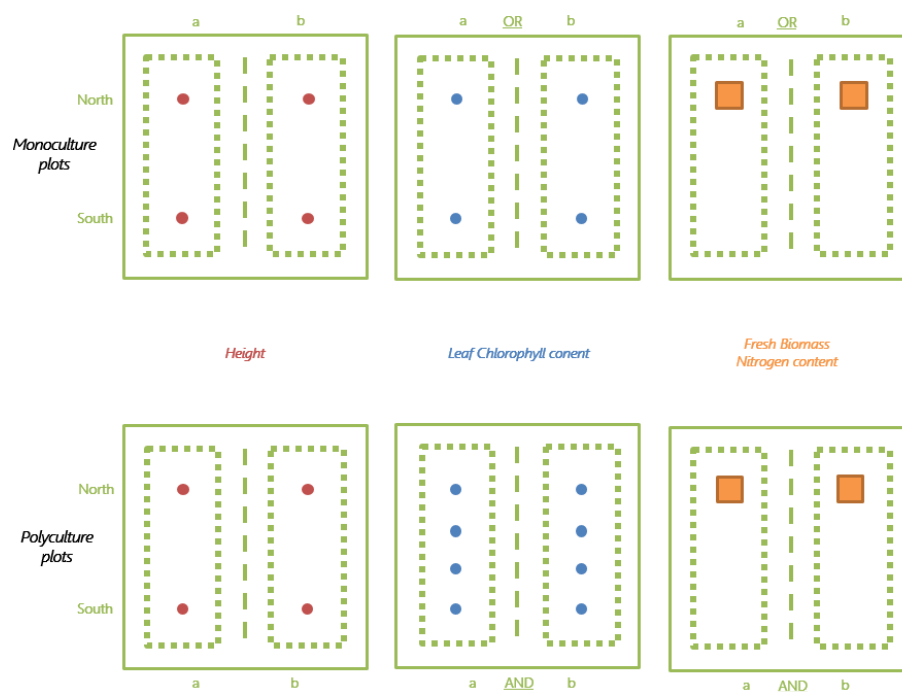 a b a OR b a OR b
North
Monoculture
plots
South
Height Leaf Chlorophyll conent Fresh Biomass
Nitrogen content
North
Polyculture
plots
South
a b a AND b a AND b